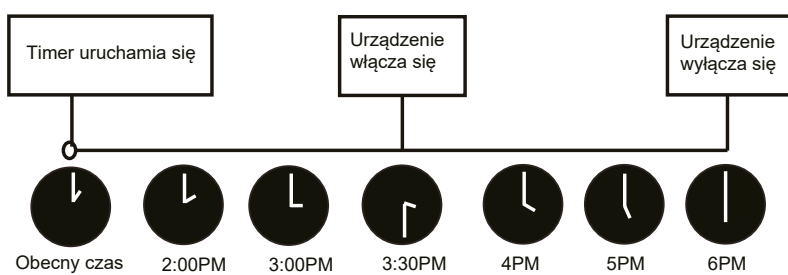 Timer uruchamia się
Urządzenie
włącza się
Urządzenie
wyłącza się
Obecny czas
2:00PM
3:00PM
3:30PM
4PM
5PM
6PM